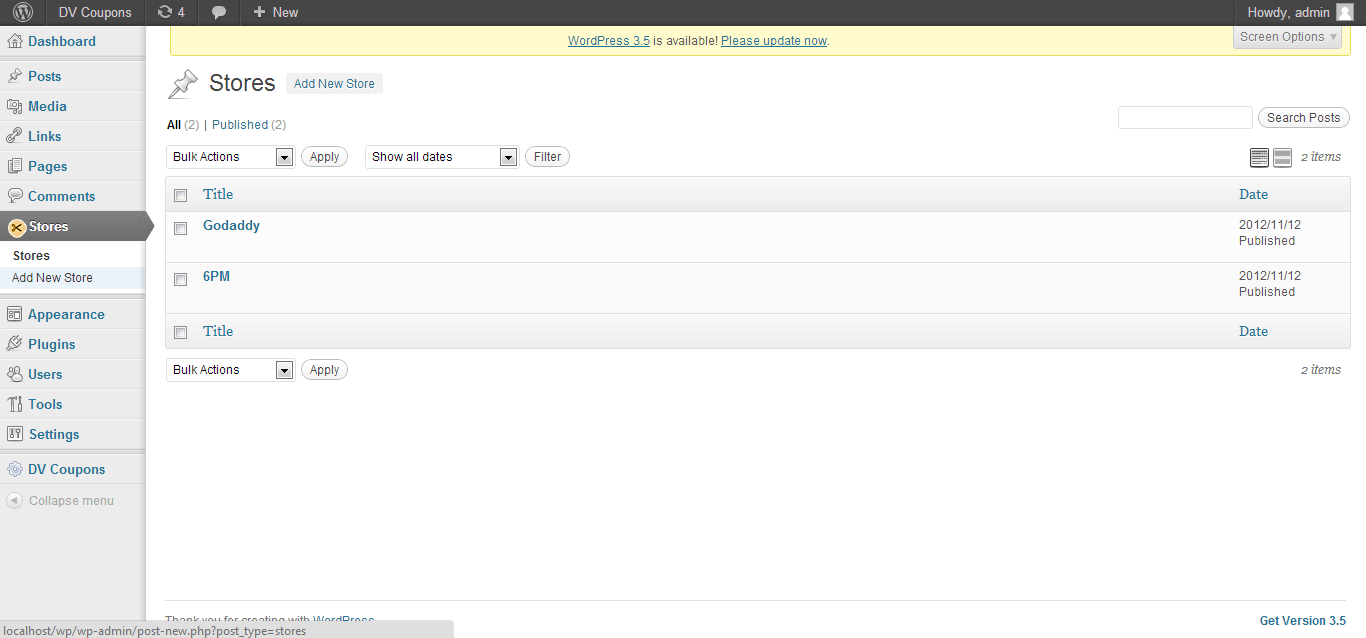 DV Coupons 4 New Howdy, admin
WordPress 3.5 is available! Please update now.
Screen Options
Dashboard
Posts
Media
Links
Pages
Comments
Stores
Stores
Add New Store
Appearance
Plugins
Users
Tools
Settings
DV Coupons
Collapse menu
Stores Add New Store
All (2) | Published (2)
Search Posts
Bulk Actions Apply Show all dates Filter 2 items
Title Date
Godaddy 2012/11/12
Published
6PM 2012/11/12
Published
Title Date
Bulk Actions Apply 2 items
Thank you for creating with WordPress. Get Version 3.5
localhost/wp/wp-admin/post-new.php?post_type=stores